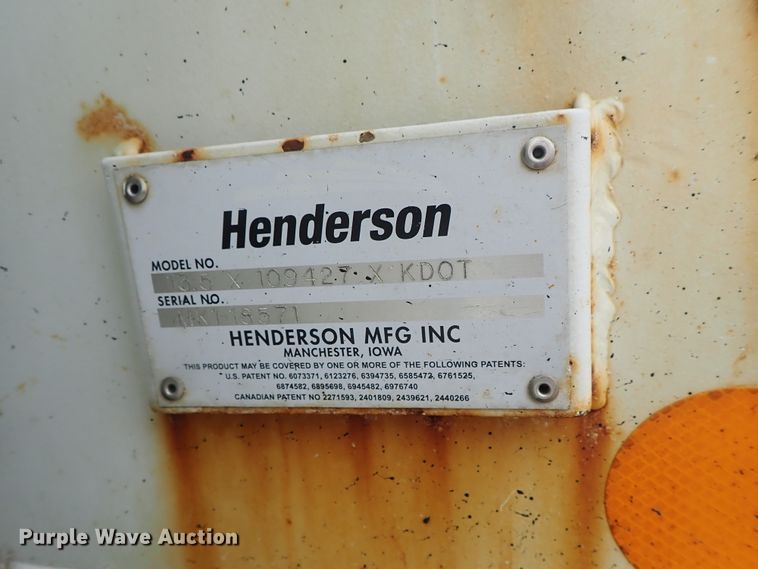 Henderson
MODEL NO.
13.5 X 109427 X KDOT
SERIAL NO.
HENDERSON MFG INC
MANCHESTER, IOWA
THIS PRODUCT MAY BE COVERED BY ONE OR MORE OF THE FOLLOWING PATENTS:
U.S. PATENT NO. 6073371, 6123276, 6394735, 6585472, 6761525,
6874582, 6895698, 6945482, 6976740
CANADIAN PATENT NO 2271593, 2401809, 2439621, 2440266
Purple Wave Auction